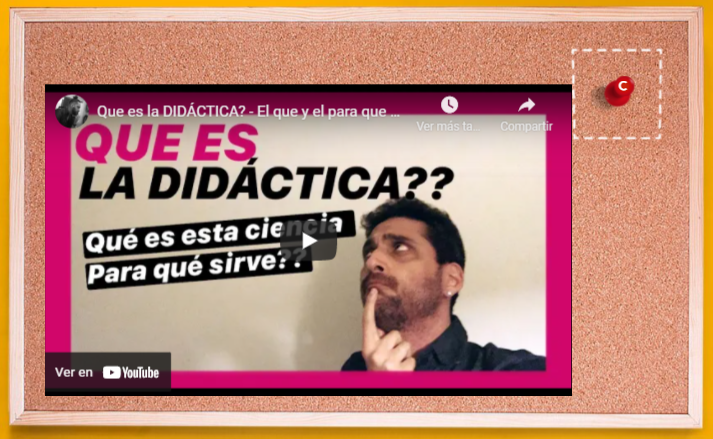 Que es la DIDÁCTICA? - El que y el para que ...
Ver más ta...
Compartir
C
QUE ES
LA DIDÁCTICA??
Qué es esta ciencia
Para qué sirve??
Ver en YouTube